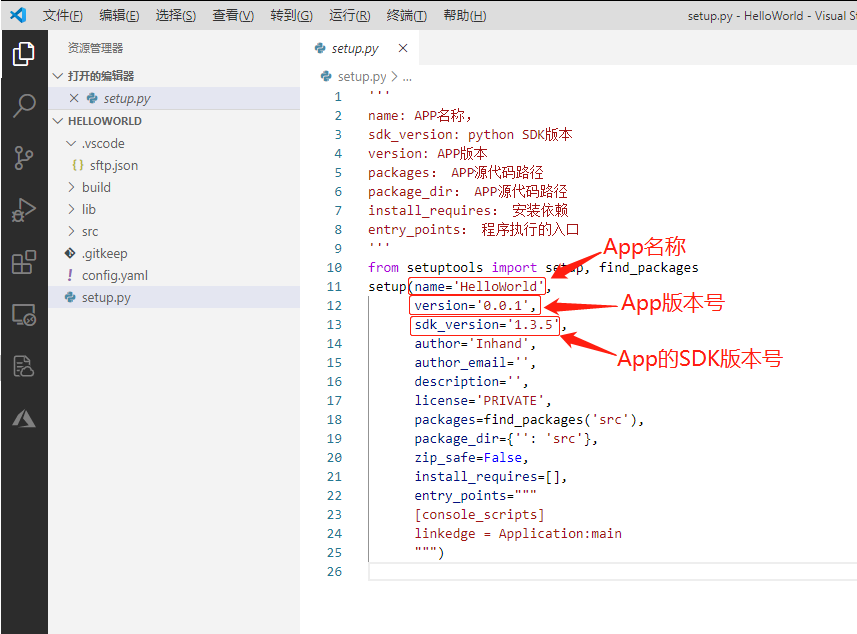 文件(F) 编辑(E) 选择(S) 查看(V) 转到(G) 运行(R) 终端(T) 帮助(H) setup.py - HelloWorld - Visual S
资源管理器
打开的编辑器
setup.py
HELLOWORLD
.vscode
{} sftp.json
build
lib
src
.gitkeep
! config.yaml
setup.py
setup.py
setup.py > ...
1 '''
2 name: APP名称,
3 sdk_version: python SDK版本
4 version: APP版本
5 packages: APP源代码路径
6 package_dir: APP源代码路径
7 install_requires: 安装依赖
8 entry_points: 程序执行的入口
9 '''
10 from setuptools import setup, find_packages
11 setup(name='HelloWorld',
12 version='0.0.1',
13 sdk_version='1.3.5',
14 author='Inhand',
15 author_email='',
16 description='',
17 license='PRIVATE',
18 packages=find_packages('src'),
19 package_dir={'': 'src'},
20 zip_safe=False,
21 install_requires=[],
22 entry_points="""
23 [console_scripts]
24 linkedge = Application:main
25 """)
26
App名称
App版本号
App的SDK版本号